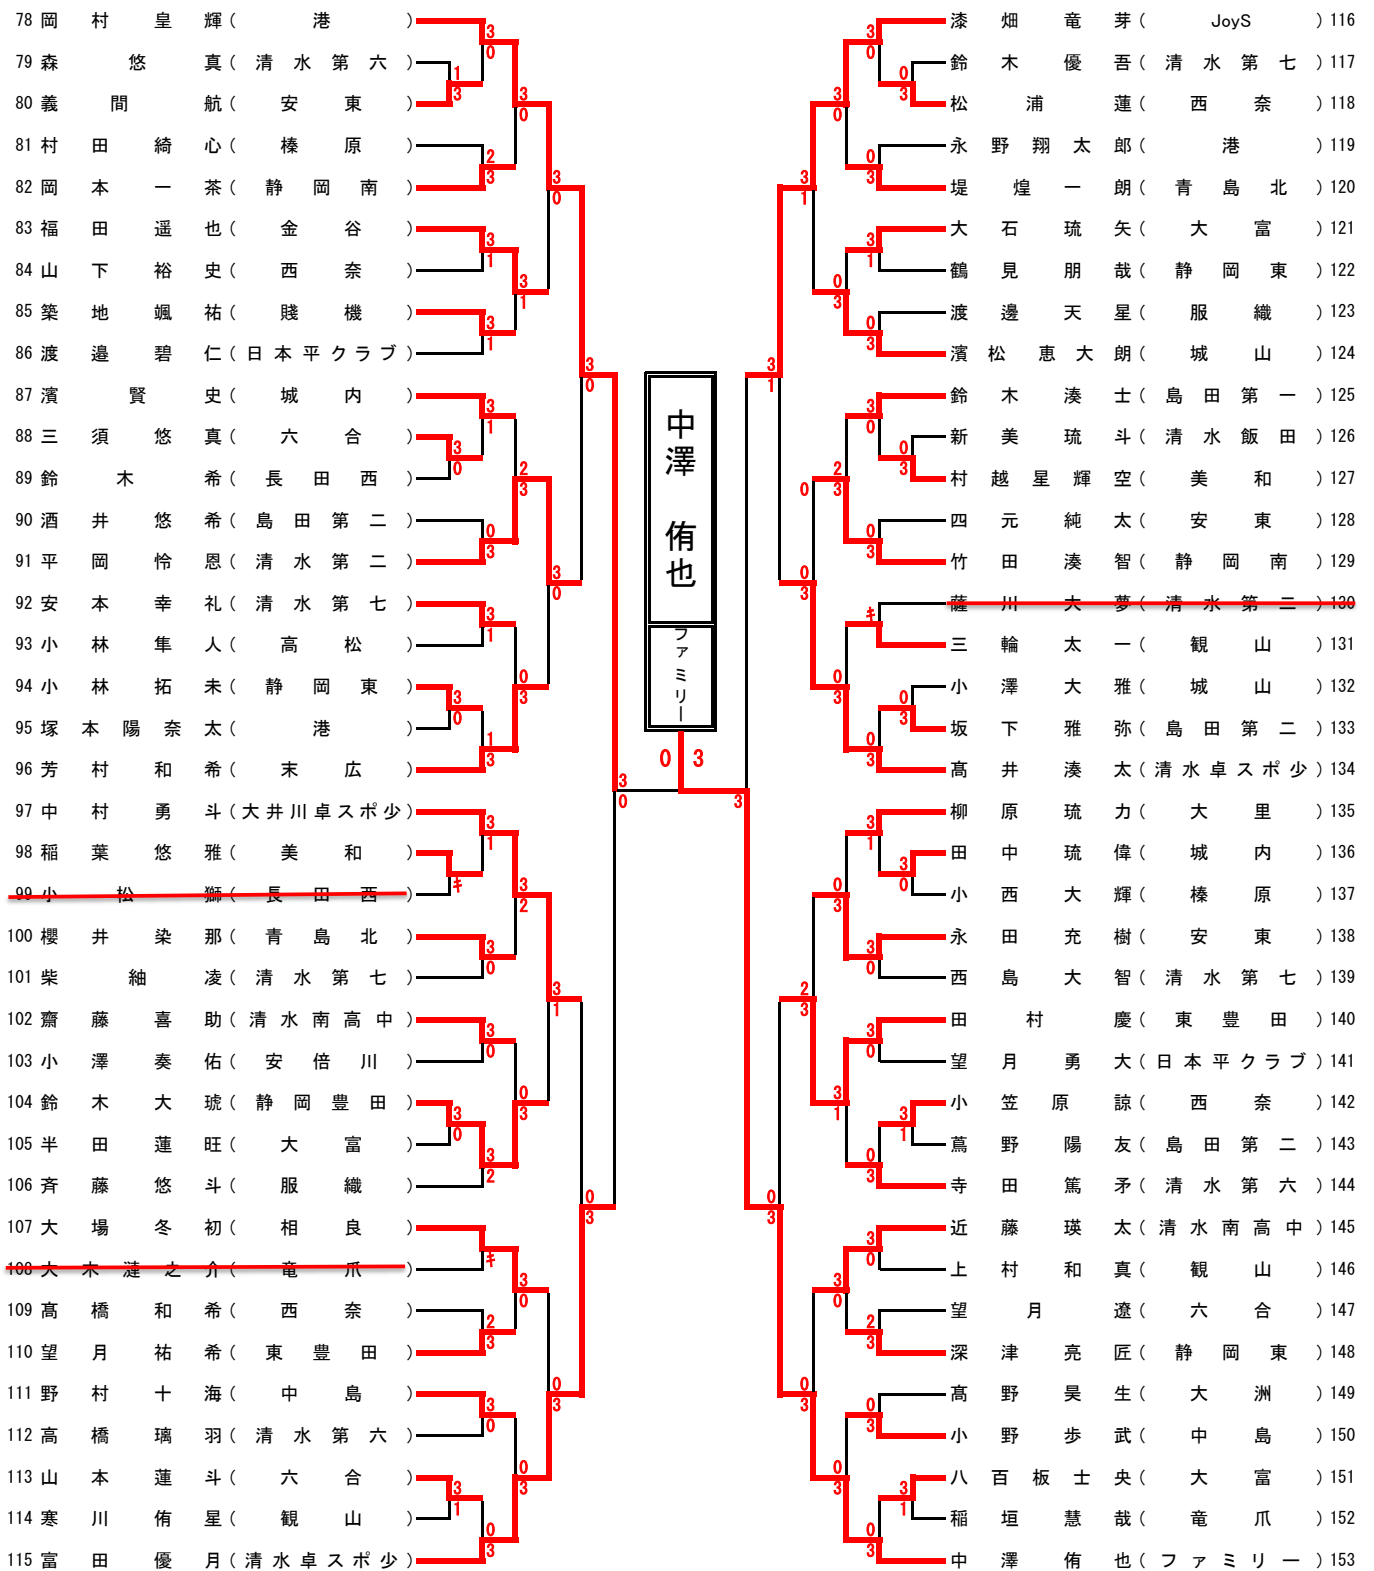 78 岡村皇輝(港)
79 森悠真(清水第六)
80 義間航(安東)
81 村田綺心(榛原)
82 岡本一茶(静岡南)
83 福田遥也(金谷)
84 山下裕史(西奈)
85 築地颯祐(賤機)
86 渡邉碧仁(日本平クラブ)
87 濱賢史(城内)
88 三須悠真(六合)
89 鈴木希(長田西)
90 酒井悠希(島田第二)
91 平岡怜恩(清水第二)
92 安本幸礼(清水第七)
93 小林隼人(高松)
94 小林拓未(静岡東)
95 塚本陽奈太(港)
96 芳村和希(末広)
97 中村勇斗(大井川卓スポ少)
98 稲葉悠雅(美和)
99 小松獅(長田西)
100 櫻井染那(青島北)
101 柴紬凌(清水第七)
102 齋藤喜助(清水南高中)
103 小澤奏佑(安倍川)
104 鈴木大琥(静岡豊田)
105 半田蓮旺(大富)
106 斉藤悠斗(服織)
107 大場冬初(相良)
108 大木漣之介(竜爪)
109 髙橋和希(西奈)
110 望月祐希(東豊田)
111 野村十海(中島)
112 高橋璃羽(清水第六)
113 山本蓮斗(六合)
114 寒川侑星(観山)
115 富田優月(清水卓スポ少)
中澤 侑也
ファミリー
0 3
漆畑竜芽(JoyS)116
鈴木優吾(清水第七)117
松浦蓮(西奈)118
永野翔太郎(港)119
堤煌一朗(青島北)120
大石琉矢(大富)121
鶴見朋哉(静岡東)122
渡邊天星(服織)123
濱松恵大朗(城山)124
鈴木湊士(島田第一)125
新美琉斗(清水飯田)126
村越星輝空(美和)127
四元純太(安東)128
竹田湊智(静岡南)129
薩川大夢(清水第二)130
三輪太一(観山)131
小澤大雅(城山)132
坂下雅弥(島田第二)133
髙井湊太(清水卓スポ少)134
柳原琉力(大里)135
田中琉偉(城内)136
小西大輝(榛原)137
永田充樹(安東)138
西島大智(清水第七)139
田村慶(東豊田)140
望月勇大(日本平クラブ)141
小笠原諒(西奈)142
蔦野陽友(島田第二)143
寺田篤矛(清水第六)144
近藤瑛太(清水南高中)145
上村和真(観山)146
望月遼(六合)147
深津亮匠(静岡東)148
髙野昊生(大洲)149
小野歩武(中島)150
八百板士央(大富)151
稲垣慧哉(竜爪)152
中澤侑也(ファミリー)153